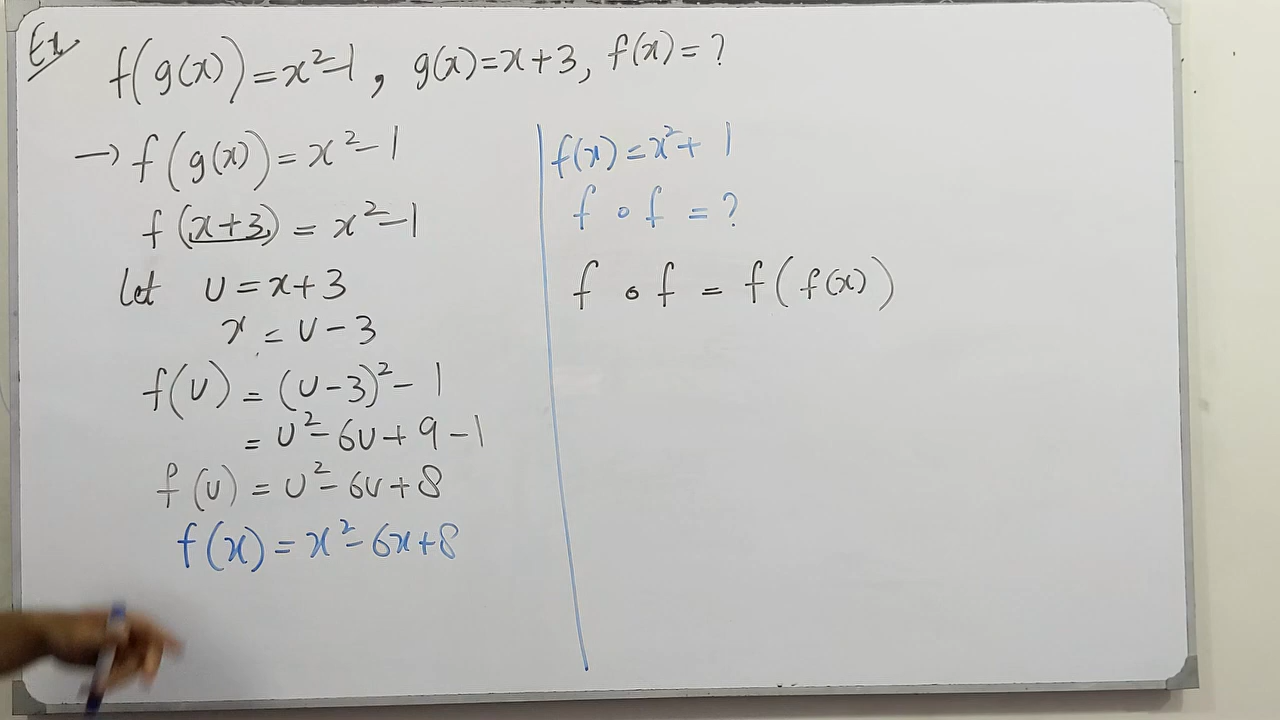 Ex
f(g(x)) = x²-1, g(x)=x+3, f(x)=?
→ f(g(x)) = x²-1
f(x+3) = x²-1
Let u = x+3
x = u-3
f(u) = (u-3)²-1
= u²-6u+9-1
f(u) = u²-6u+8
f(x) = x²-6x+8
f(x) = x²+1
f∘f = ?
f∘f = f(f(x))